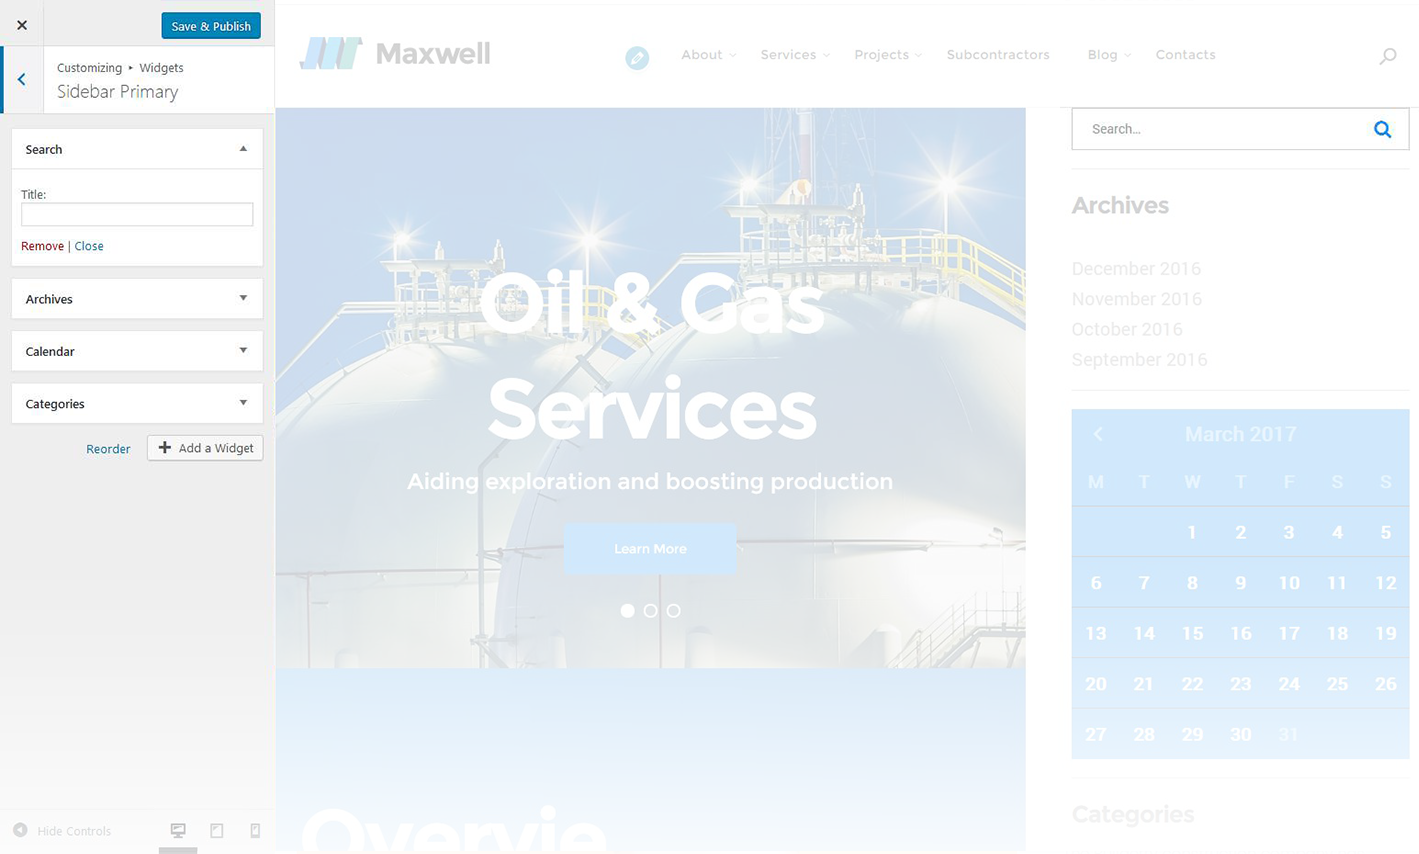 Save & Publish
Customizing ▸ Widgets
Sidebar Primary
Search
Title:
Remove | Close
Archives
Calendar
Categories
Reorder
Add a Widget
Hide Controls
Maxwell
About
Services
Projects
Subcontractors
Blog
Contacts
Oil & Gas
Services
Aiding exploration and boosting production
Learn More
Overvie
Search...
Archives
December 2016
November 2016
October 2016
September 2016
March 2017
M T W T F S S
1 2 3 4 5
6 7 8 9 10 11 12
13 14 15 16 17 18 19
20 21 22 23 24 25 26
27 28 29 30 31
Categories